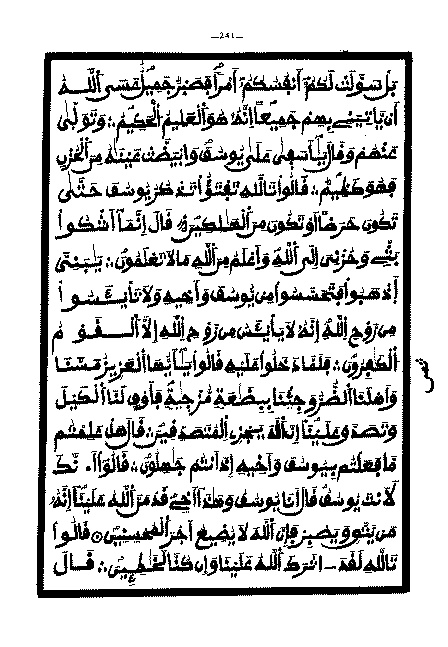 —241—
بل سولت لكم أنفسكم أمرا فصبر جميل عسى الله
أن ياتيني بهم جميعا إنه هو العليم الحكيم وتولى
عنهم وقال يأسفى على يوسف وابيضت عينه من الحزن
فهو كظيم قالوا تالله تفتؤا تذكر يوسف حتى
تكون حرضا أو تكون من الهلكين قال إنما أشكوا
بثي وحزني إلى الله وأعلم من الله ما لا تعلمون يبني
إذهبوا فتحسسوا من يوسف وأخيه ولا تايئسوا
من روح الله إنه لا يايئس من روح الله إلا القوم
الكفرون فلما دخلوا عليه قالوا يأيها العزيز مسنا
وأهلنا الضر وجئنا ببضعة مزجية فأوف لنا الكيل
وتصدق علينا إن الله يجزي المتصدقين قال هل علمتم
ما فعلتم بيوسف وأخيه إذ أنتم جهلون قالوا أ. نك
لأنت يوسف قال أنا يوسف وهذا أخي قد من الله علينا إنه
من يتق ويصبر فإن الله لا يضيع أجر المحسنين قالوا
تالله لقد اثرك الله علينا وإن كنا لخطئين قال